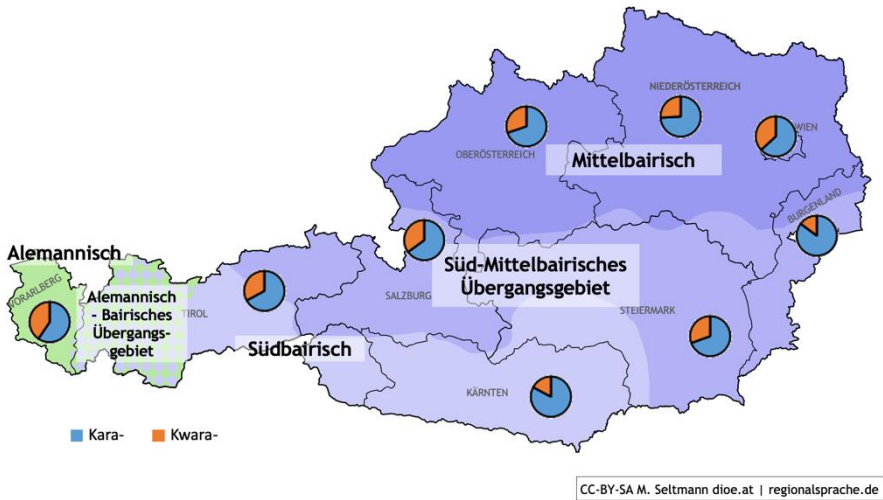 NIEDERÖSTERREICH
WIEN
OBERÖSTERREICH
Mittelbairisch
BURGENLAND
Alemannisch
VORARLBERG
Alemannisch
- Bairisches
Übergangs-
gebiet
TIROL
SALZBURG
Süd-Mittelbairisches
Übergangsgebiet
STEIERMARK
Südbairisch
KÄRNTEN
Kara-
Kwara-
CC-BY-SA M. Seltmann dioe.at | regionalsprache.de